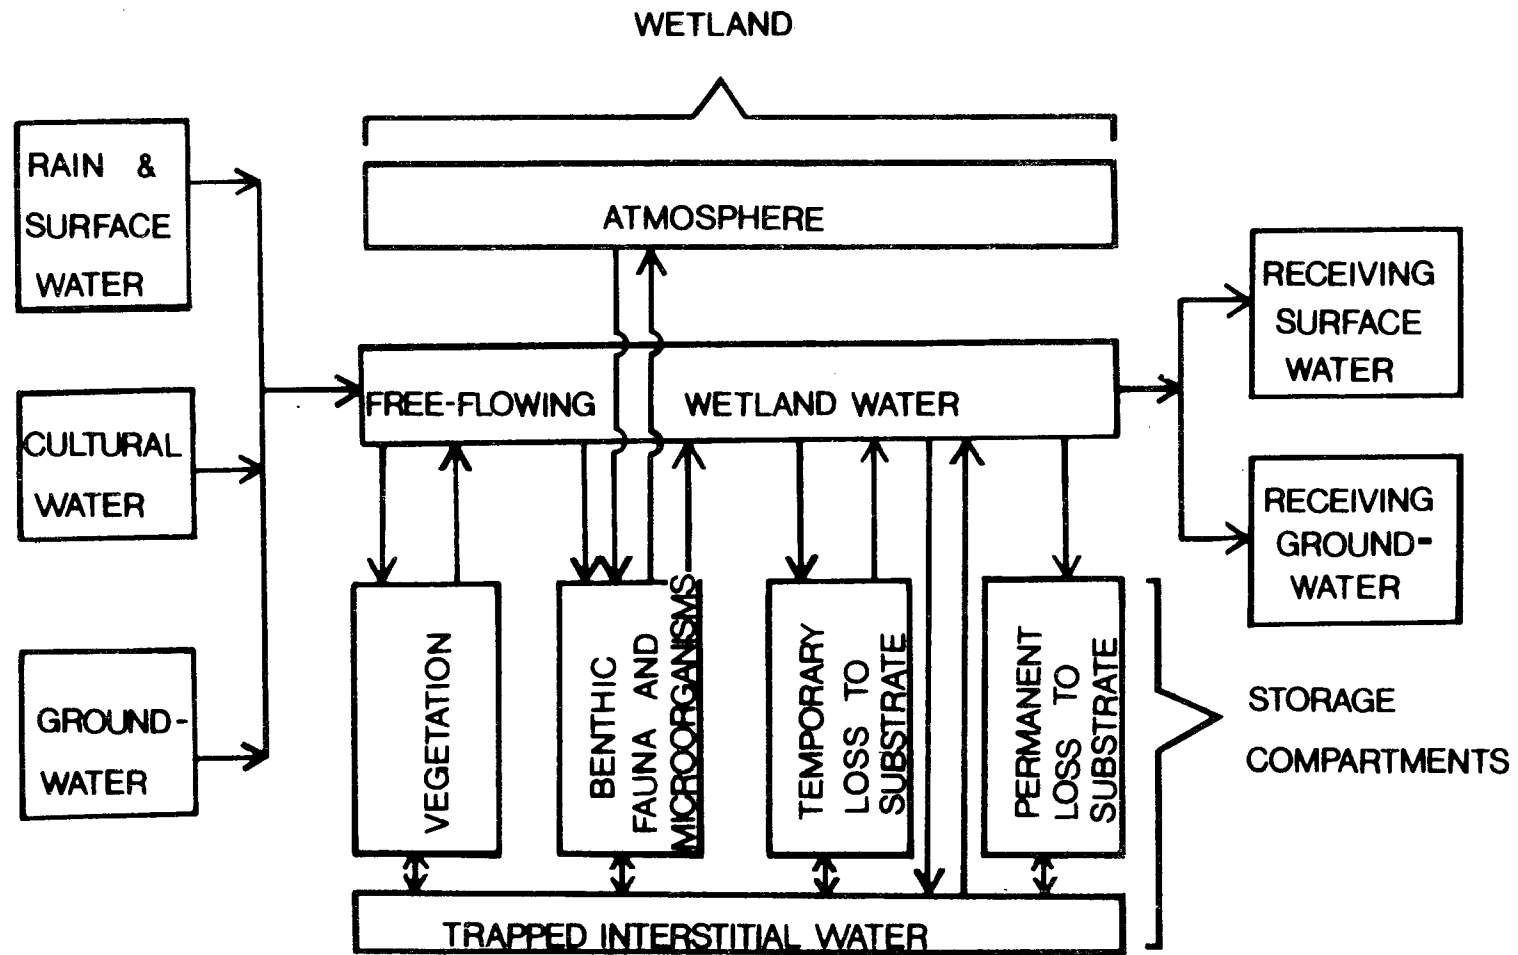 WETLAND
RAIN &
SURFACE
WATER
CULTURAL
WATER
GROUND-
WATER
ATMOSPHERE
FREE-FLOWING WETLAND WATER
VEGETATION
BENTHIC
FAUNA AND
MICROORGANISMS
TEMPORARY
LOSS TO
SUBSTRATE
PERMANENT
LOSS TO
SUBSTRATE
TRAPPED INTERSTITIAL WATER
RECEIVING
SURFACE
WATER
RECEIVING
GROUND-
WATER
STORAGE
COMPARTMENTS